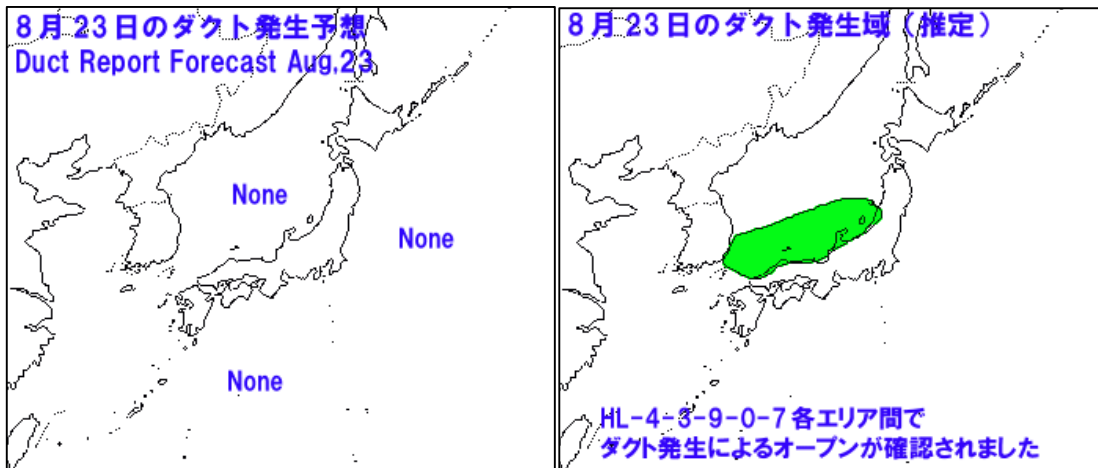 8月23日のダクト発生予想
Duct Report Forecast Aug,23
None
None
None
8月23日のダクト発生域（推定）
HL-4-3-9-0-7各エリア間で
ダクト発生によるオープンが確認されました